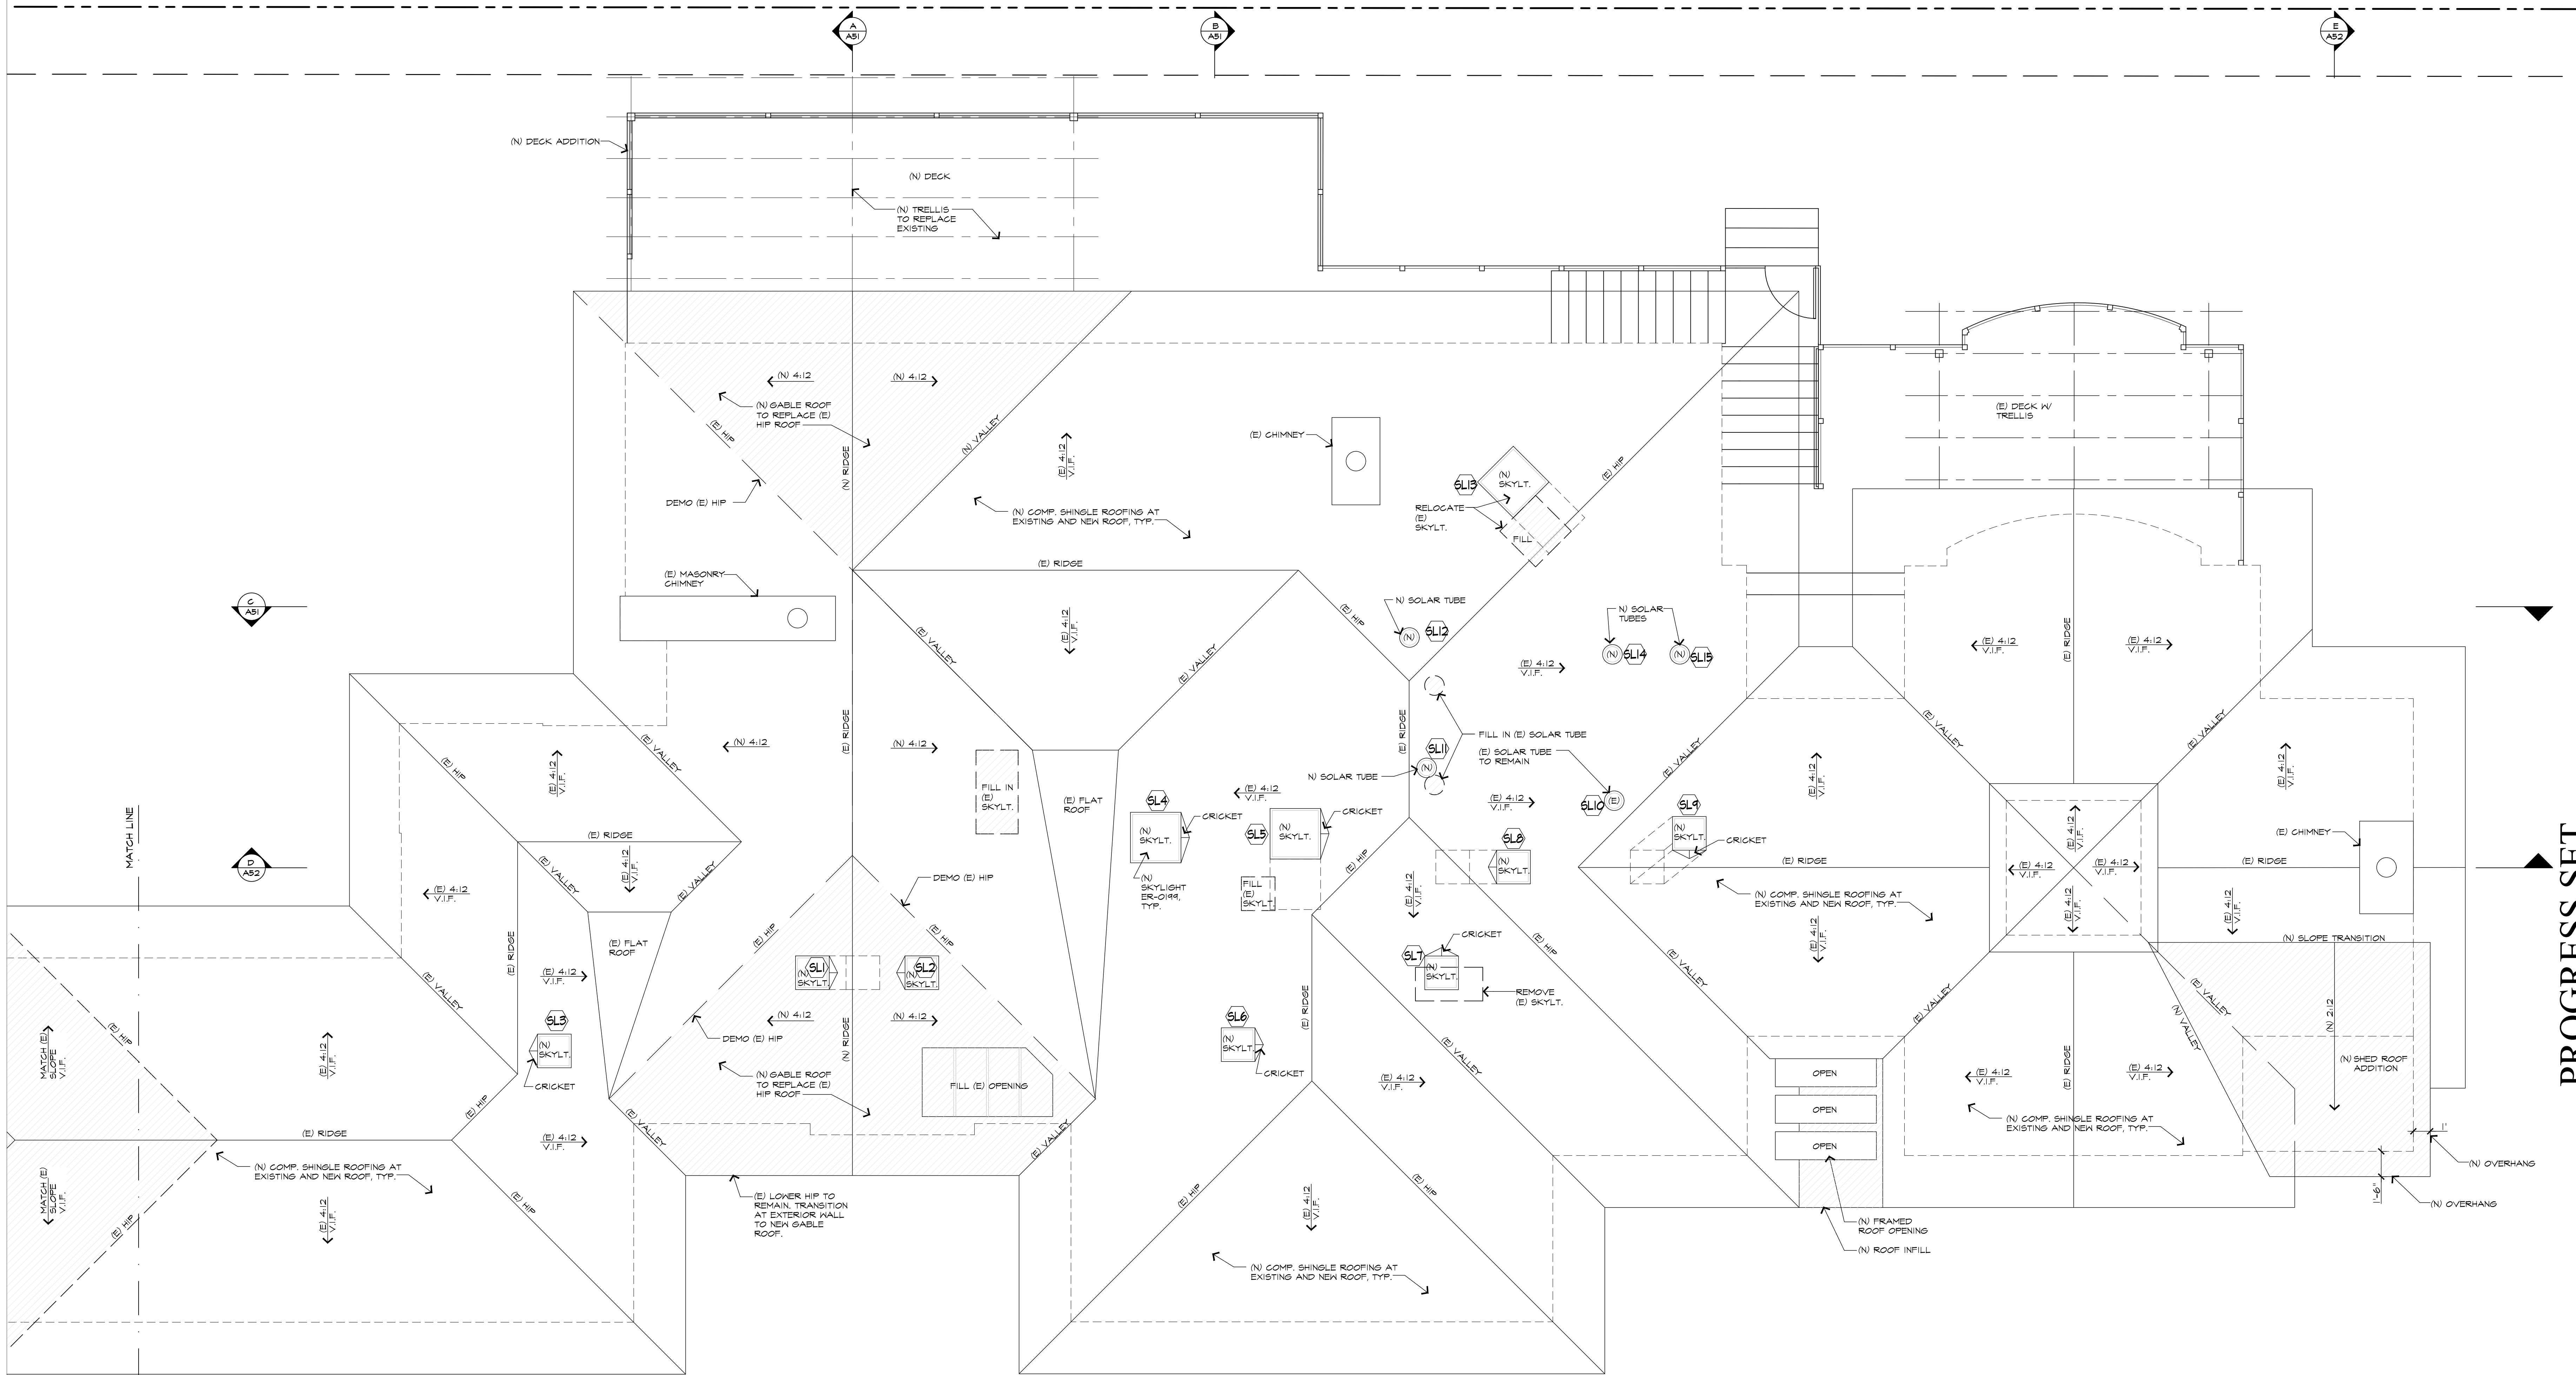 A
A51
B
A51
E
A52
(N) DECK ADDITION
(N) DECK
(N) TRELLIS
TO REPLACE
EXISTING
(N) 4:12
(N) 4:12
(N) GABLE ROOF
TO REPLACE (E)
HIP ROOF
(E) HIP
(N) RIDGE
(N) VALLEY
DEMO (E) HIP
(E) 4:12
V.I.F.
(N) COMP. SHINGLE ROOFING AT
EXISTING AND NEW ROOF, TYP.
(E) CHIMNEY
SL13
(N)
SKYLT.
RELOCATE
(E)
SKYLT.
FILL
(E) HIP
(E) DECK W/
TRELLIS
(E) MASONRY
CHIMNEY
(E) RIDGE
(E) VALLEY
(E) 4:12
V.I.F.
(E) VALLEY
(E) HIP
N) SOLAR TUBE
(N)
SL12
N) SOLAR
TUBES
(N)
SL14
(N)
SL15
(E) 4:12
V.I.F.
(E) 4:12
V.I.F.
(E) RIDGE
(E) 4:12
V.I.F.
C
A51
(E) HIP
(E) 4:12
V.I.F.
(E) VALLEY
(N) 4:12
(E) RIDGE
(N) 4:12
FILL IN
(E)
SKYLT.
(E) FLAT
ROOF
SL4
(N)
SKYLT.
CRICKET
(N)
SKYLIGHT
ER-0199,
TYP.
(E) 4:12
V.I.F.
SL5
(N)
SKYLT.
CRICKET
FILL
(E)
SKYLT.
(E) RIDGE
SL11
(N)
N) SOLAR TUBE
FILL IN (E) SOLAR TUBE
(E) SOLAR TUBE
TO REMAIN
(E) 4:12
V.I.F.
SL10
(E)
SL9
(N)
SKYLT.
CRICKET
SL8
(N)
SKYLT.
(E) VALLEY
(E) 4:12
V.I.F.
(E) VALLEY
(E) VALLEY
(E) 4:12
V.I.F.
(E) CHIMNEY
MATCH LINE
D
A52
(E) RIDGE
(E) VALLEY
(E) 4:12
V.I.F.
(E) VALLEY
(E) 4:12
V.I.F.
(E) RIDGE
(E) FLAT
ROOF
(E) 4:12
V.I.F.
DEMO (E) HIP
(E) HIP
(E) HIP
SL1
(N)
SKYLT.
SL2
(N)
SKYLT.
(N) 4:12
(N) 4:12
(N) RIDGE
DEMO (E) HIP
(N) GABLE ROOF
TO REPLACE (E)
HIP ROOF
FILL (E) OPENING
(E) HIP
(E) 4:12
V.I.F.
(E) HIP
CRICKET
SL7
(N)
SKYLT.
REMOVE
(E) SKYLT.
SL6
(N)
SKYLT.
CRICKET
(E) RIDGE
(E) VALLEY
(E) 4:12
V.I.F.
(E) RIDGE
(N) COMP. SHINGLE ROOFING AT
EXISTING AND NEW ROOF, TYP.
(E) 4:12
V.I.F.
(E) VALLEY
(E) VALLEY
(E) 4:12
V.I.F.
(E) 4:12
V.I.F.
(E) 4:12
V.I.F.
(E) 4:12
V.I.F.
(E) RIDGE
(E) 4:12
V.I.F.
(N) SLOPE TRANSITION
(E) VALLEY
(N) VALLEY
(N) 2:12
(N) SHED ROOF
ADDITION
1'
(N) OVERHANG
1'-6"
(N) OVERHANG
(E) RIDGE
(E) 4:12
V.I.F.
(E) 4:12
V.I.F.
(N) COMP. SHINGLE ROOFING AT
EXISTING AND NEW ROOF, TYP.
OPEN
OPEN
OPEN
(N) FRAMED
ROOF OPENING
(N) ROOF INFILL
MATCH (E)
SLOPE
V.I.F.
(E) HIP
(E) 4:12
V.I.F.
(E) VALLEY
SL3
(N)
SKYLT.
CRICKET
(E) HIP
(E) RIDGE
(E) 4:12
V.I.F.
(E) VALLEY
(E) VALLEY
MATCH (E)
SLOPE
V.I.F.
(E) HIP
(N) COMP. SHINGLE ROOFING AT
EXISTING AND NEW ROOF, TYP.
(E) 4:12
V.I.F.
(E) HIP
(E) LOWER HIP TO
REMAIN. TRANSITION
AT EXTERIOR WALL
TO NEW GABLE
ROOF.
(E) HIP
(E) 4:12
V.I.F.
(E) HIP
(N) COMP. SHINGLE ROOFING AT
EXISTING AND NEW ROOF, TYP.
PROGRESS SET